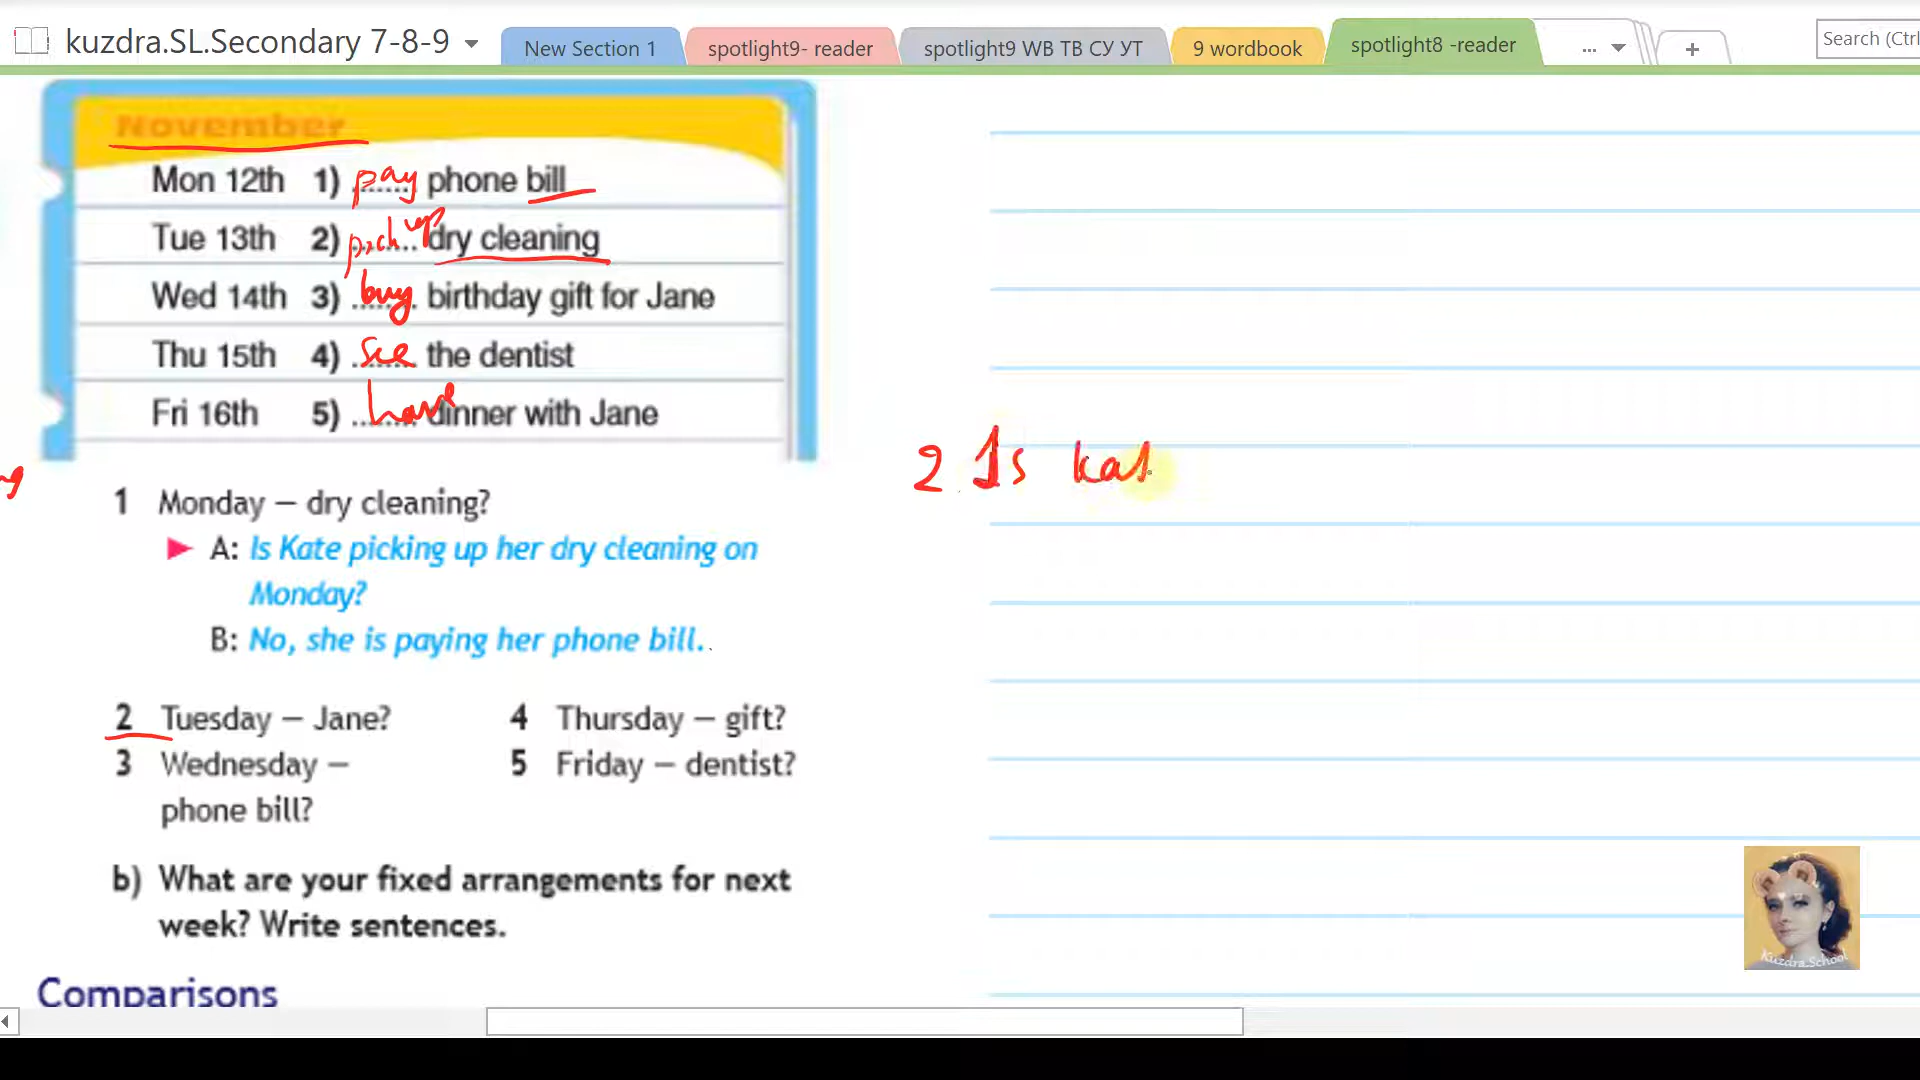 kuzdra.SL.Secondary 7-8-9
New Section 1
spotlight9- reader
spotlight9 WB TB СУ УТ
9 wordbook
spotlight8 -reader
...
+
Search (Ctrl
November
Mon 12th 1) pay phone bill
Tue 13th 2) pick up dry cleaning
Wed 14th 3) buy birthday gift for Jane
Thu 15th 4) see the dentist
Fri 16th 5) have dinner with Jane
1 Monday – dry cleaning?
A: Is Kate picking up her dry cleaning on
Monday?
B: No, she is paying her phone bill.
2 Tuesday – Jane?
3 Wednesday –
phone bill?
4 Thursday – gift?
5 Friday – dentist?
b) What are your fixed arrangements for next
week? Write sentences.
Comparisons
2 Is Kat
Kuzdra_School